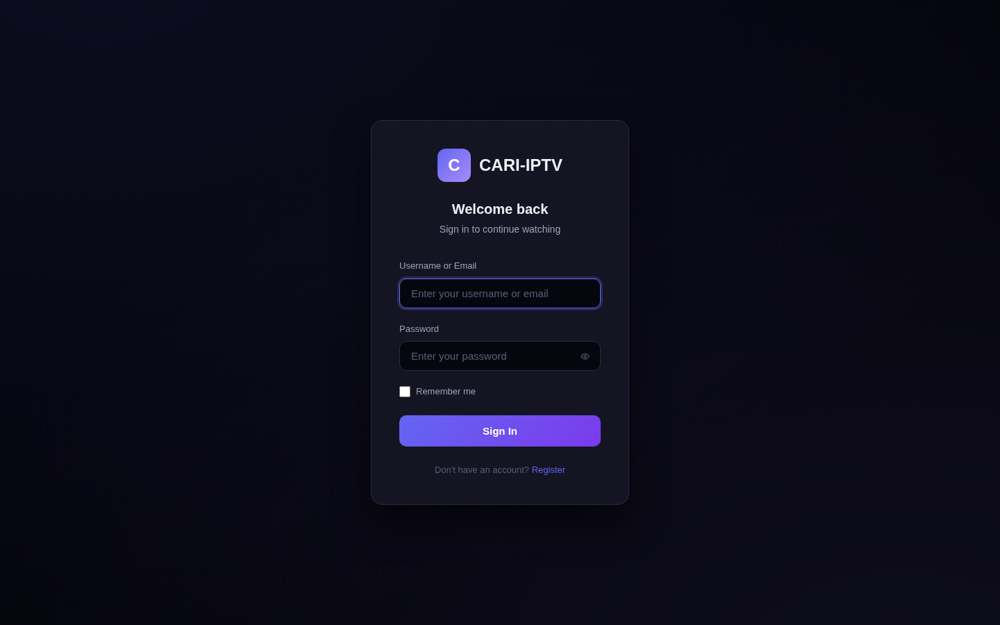 C CARI-IPTV
Welcome back
Sign in to continue watching
Username or Email
Enter your username or email
Password
Enter your password
Remember me
Sign In
Don't have an account? Register